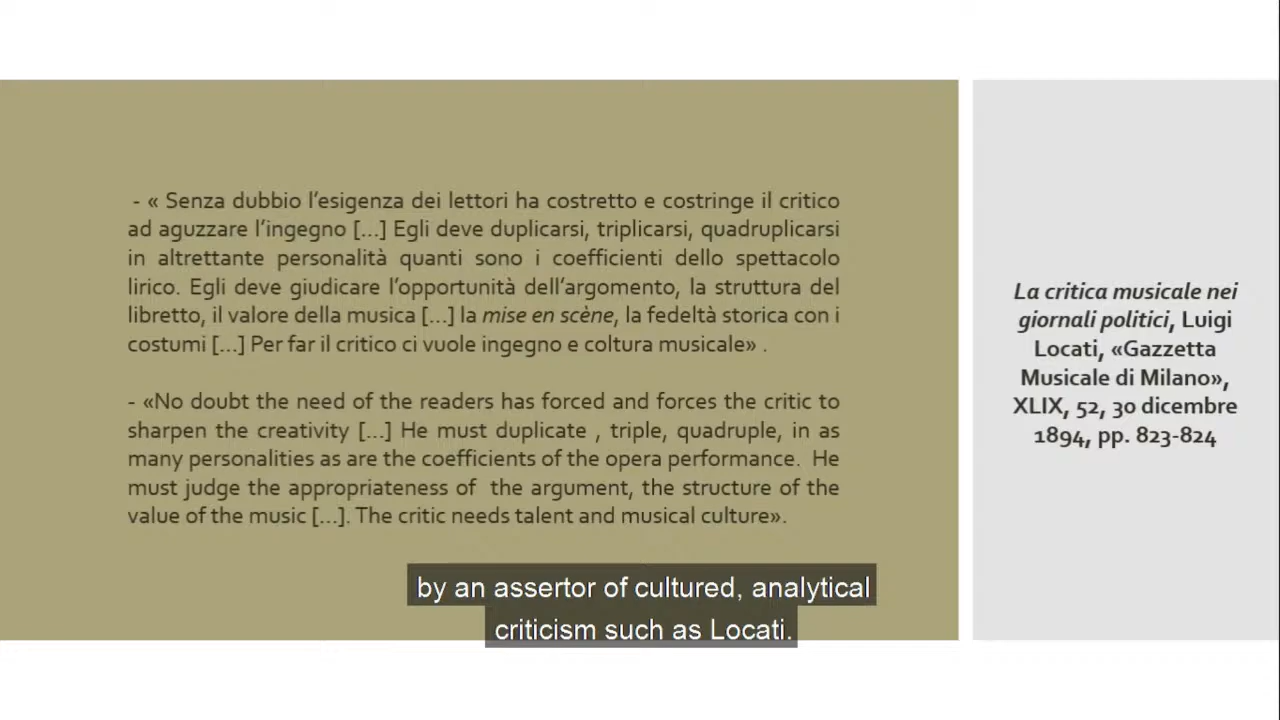 - « Senza dubbio l'esigenza dei lettori ha costretto e costringe il critico
ad aguzzare l'ingegno [...] Egli deve duplicarsi, triplicarsi, quadruplicarsi
in altrettante personalità quanti sono i coefficienti dello spettacolo
lirico. Egli deve giudicare l'opportunità dell'argomento, la struttura del
libretto, il valore della musica [...] la mise en scène, la fedeltà storica con i
costumi [...] Per far il critico ci vuole ingegno e coltura musicale» .
- «No doubt the need of the readers has forced and forces the critic to
sharpen the creativity [...] He must duplicate , triple, quadruple, in as
many personalities as are the coefficients of the opera performance. He
must judge the appropriateness of the argument, the structure of the
value of the music [...]. The critic needs talent and musical culture».
La critica musicale nei
giornali politici, Luigi
Locati, «Gazzetta
Musicale di Milano»,
XLIX, 52, 30 dicembre
1894, pp. 823-824
by an assertor of cultured, analytical
criticism such as Locati.